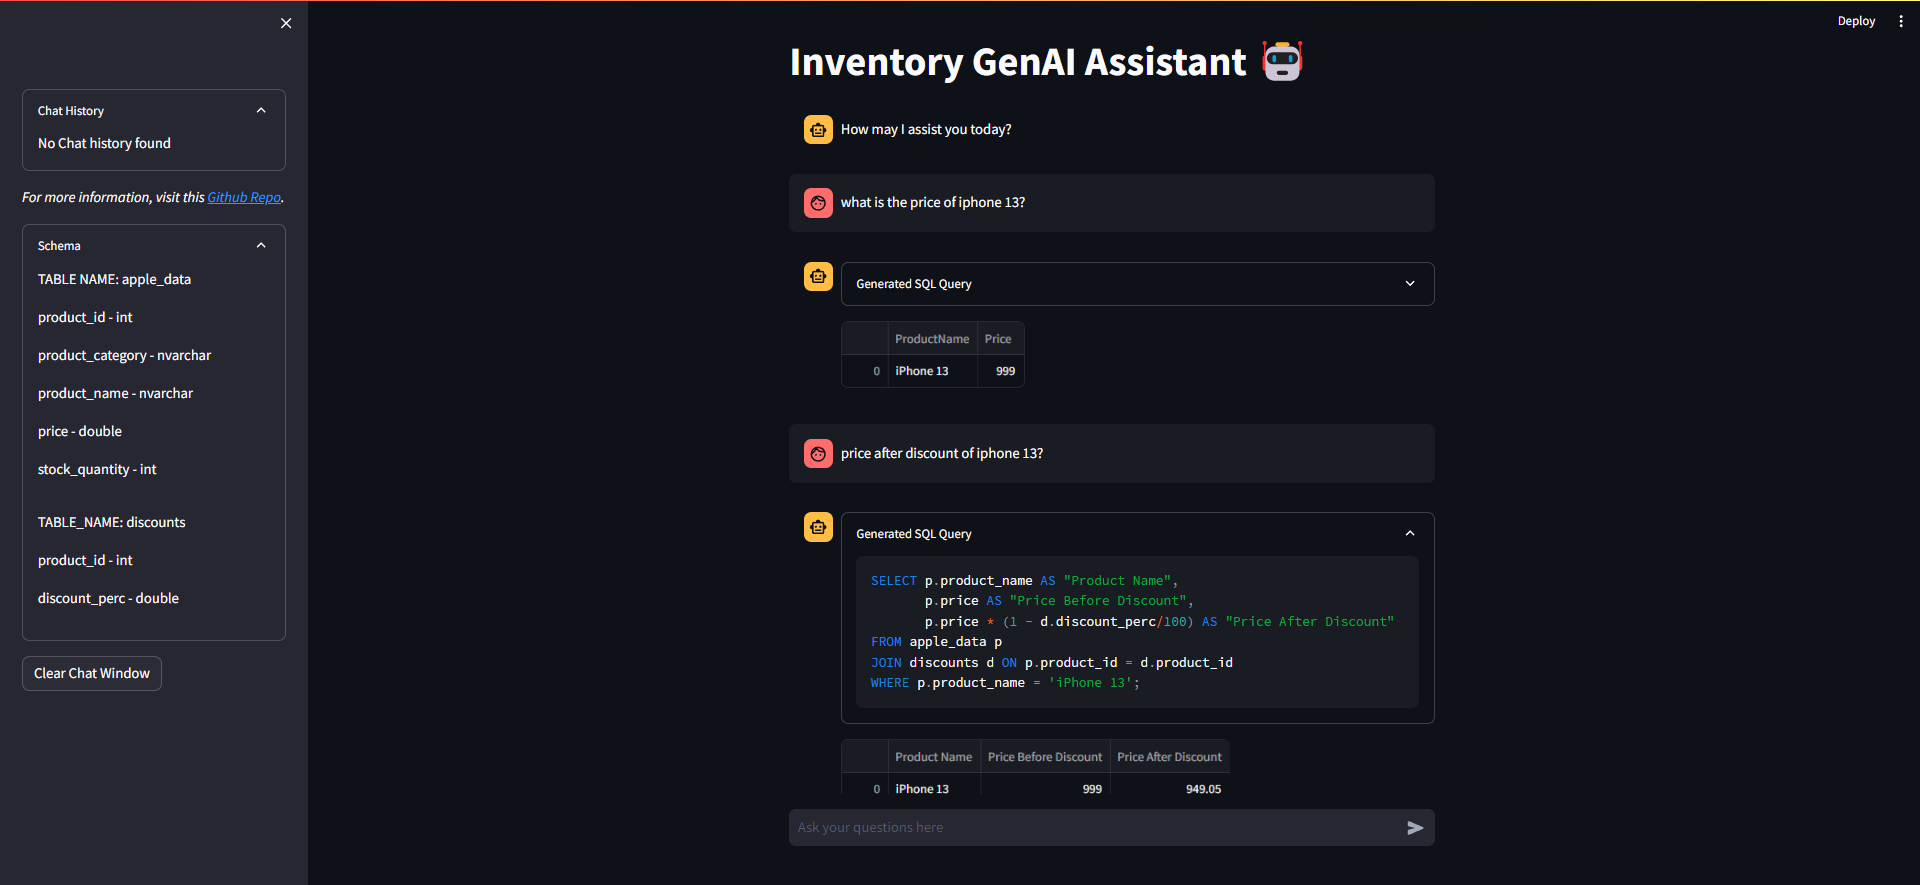 Deploy
Chat History
No Chat history found
For more information, visit this Github Repo.
Schema
TABLE NAME: apple_data
product_id - int
product_category - nvarchar
product_name - nvarchar
price - double
stock_quantity - int
TABLE_NAME: discounts
product_id - int
discount_perc - double
Clear Chat Window
Inventory GenAI Assistant
How may I assist you today?
what is the price of iphone 13?
Generated SQL Query
ProductName Price
0 iPhone 13 999
price after discount of iphone 13?
Generated SQL Query
SELECT p.product_name AS "Product Name",
p.price AS "Price Before Discount",
p.price * (1 - d.discount_perc/100) AS "Price After Discount"
FROM apple_data p
JOIN discounts d ON p.product_id = d.product_id
WHERE p.product_name = 'iPhone 13';
Product Name Price Before Discount Price After Discount
0 iPhone 13 999 949.05
Ask your questions here